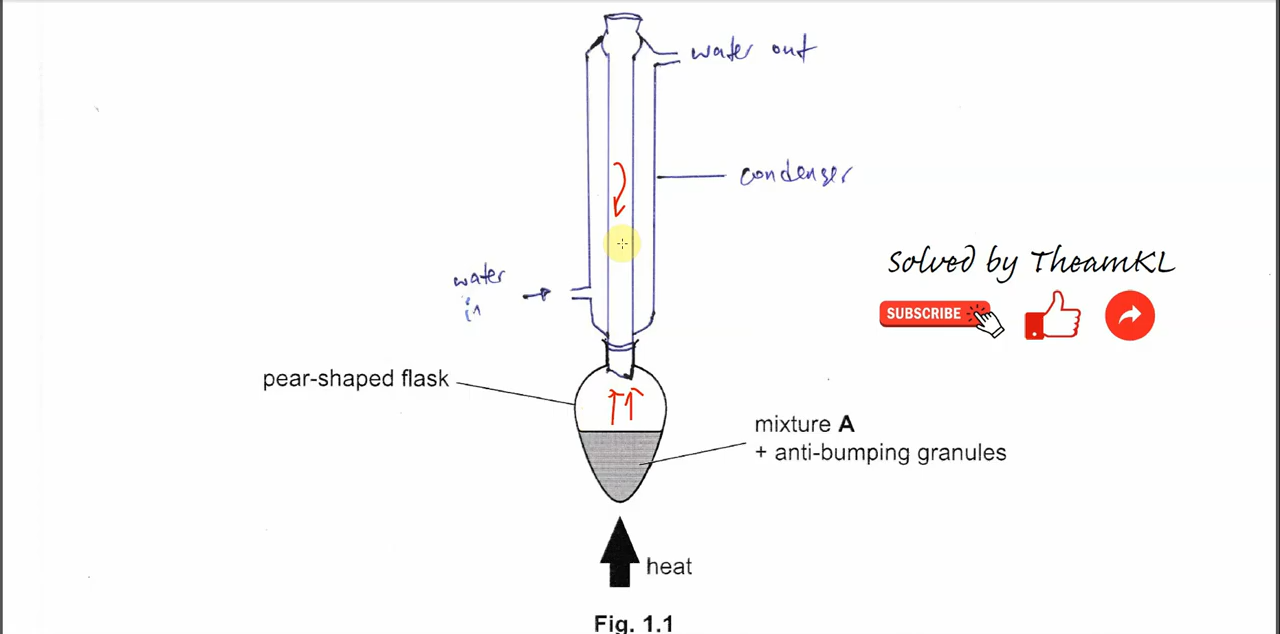 water out
condenser
Solved by TheamKL
water
in
SUBSCRIBE
pear-shaped flask
mixture A
+ anti-bumping granules
heat
Fig. 1.1